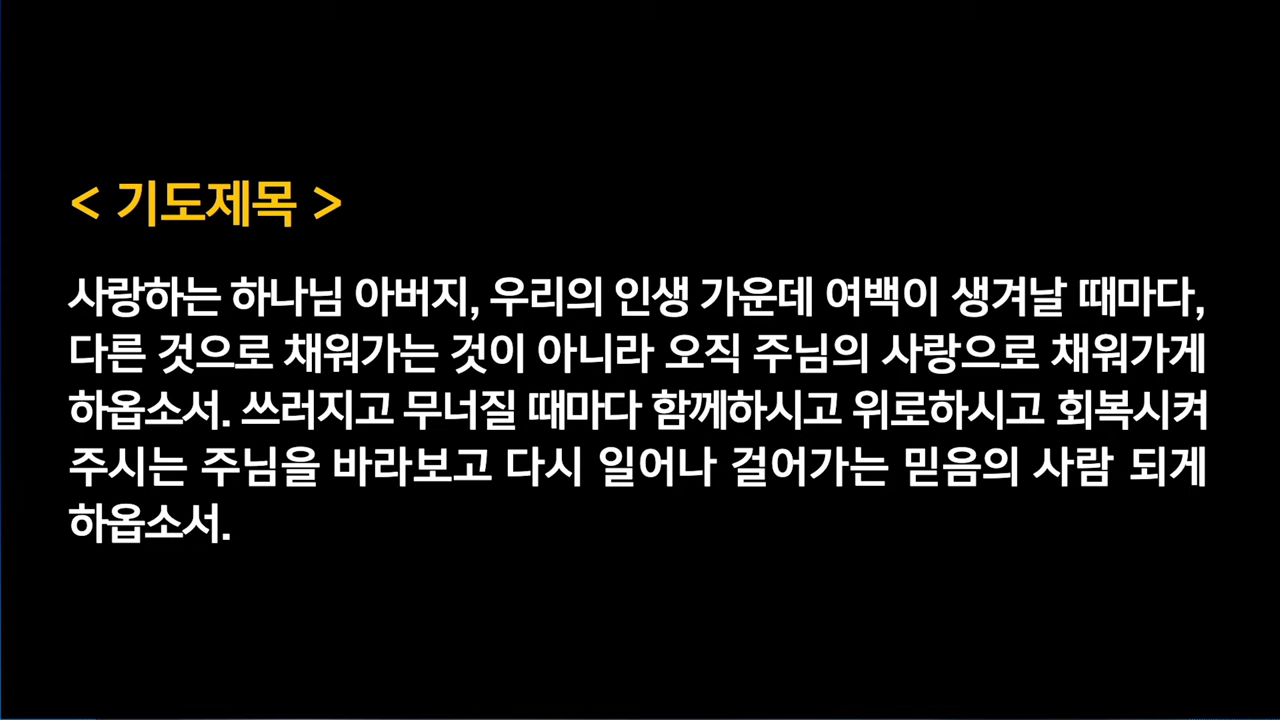 < 기도제목 >
사랑하는 하나님 아버지, 우리의 인생 가운데 여백이 생겨날 때마다,
다른 것으로 채워가는 것이 아니라 오직 주님의 사랑으로 채워가게
하옵소서. 쓰러지고 무너질 때마다 함께하시고 위로하시고 회복시켜
주시는 주님을 바라보고 다시 일어나 걸어가는 믿음의 사람 되게
하옵소서.